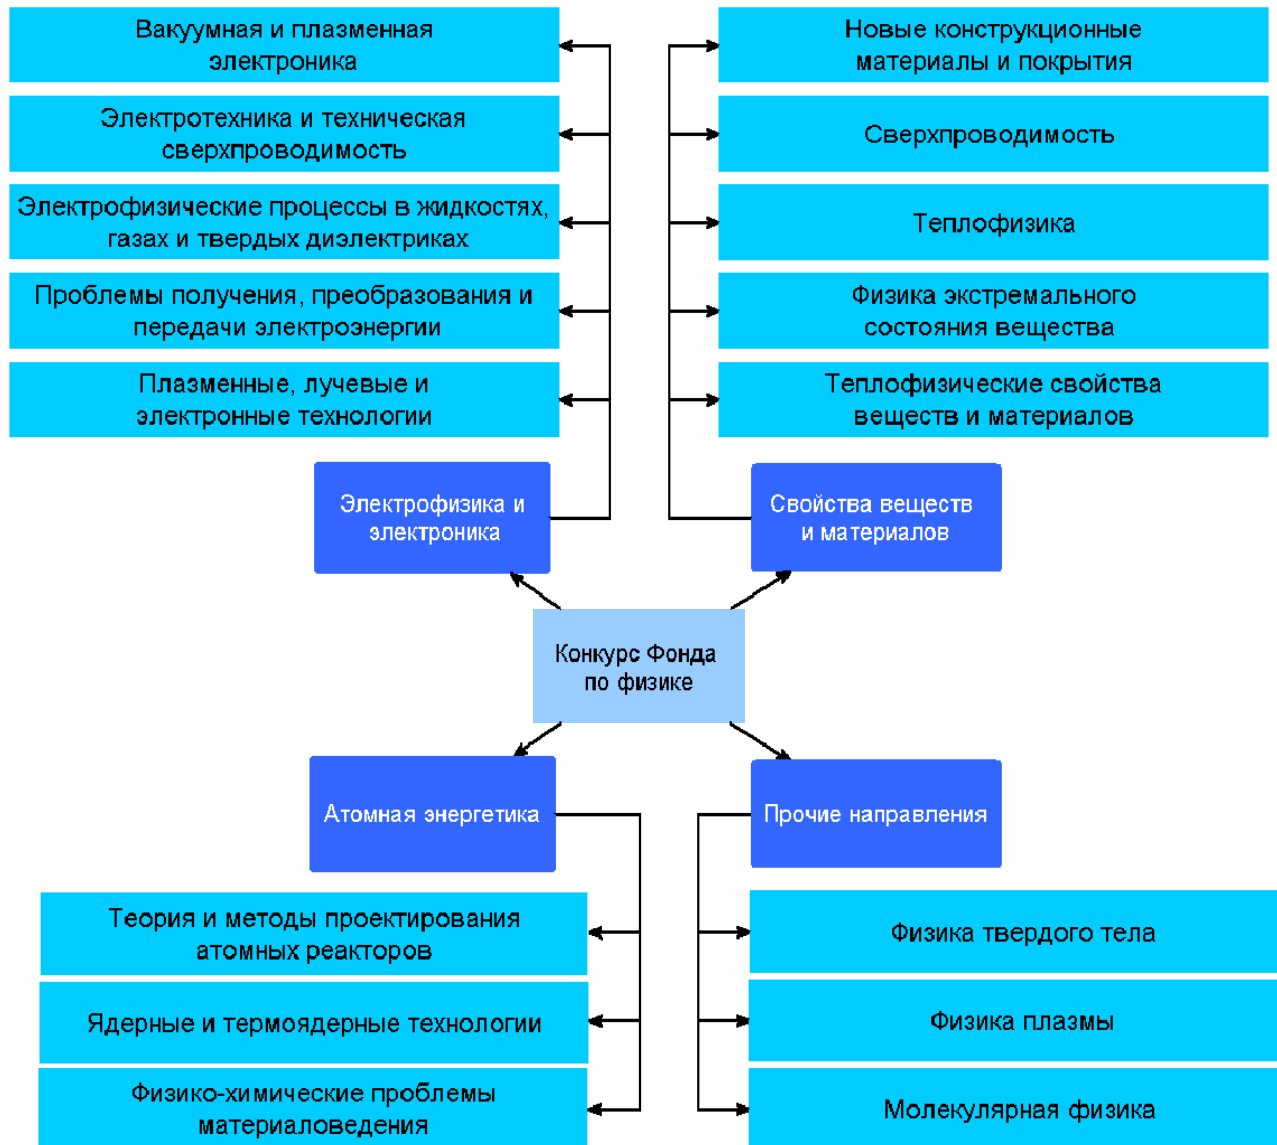 Вакуумная и плазменная
электроника
Электротехника и техническая
сверхпроводимость
Электрофизические процессы в жидкостях,
газах и твердых диэлектриках
Проблемы получения, преобразования и
передачи электроэнергии
Плазменные, лучевые и
электронные технологии
Новые конструкционные
материалы и покрытия
Сверхпроводимость
Теплофизика
Физика экстремального
состояния вещества
Теплофизические свойства
веществ и материалов
Электрофизика и
электроника
Свойства веществ
и материалов
Конкурс Фонда
по физике
Атомная энергетика
Прочие направления
Теория и методы проектирования
атомных реакторов
Ядерные и термоядерные технологии
Физико-химические проблемы
материаловедения
Физика твердого тела
Физика плазмы
Молекулярная физика